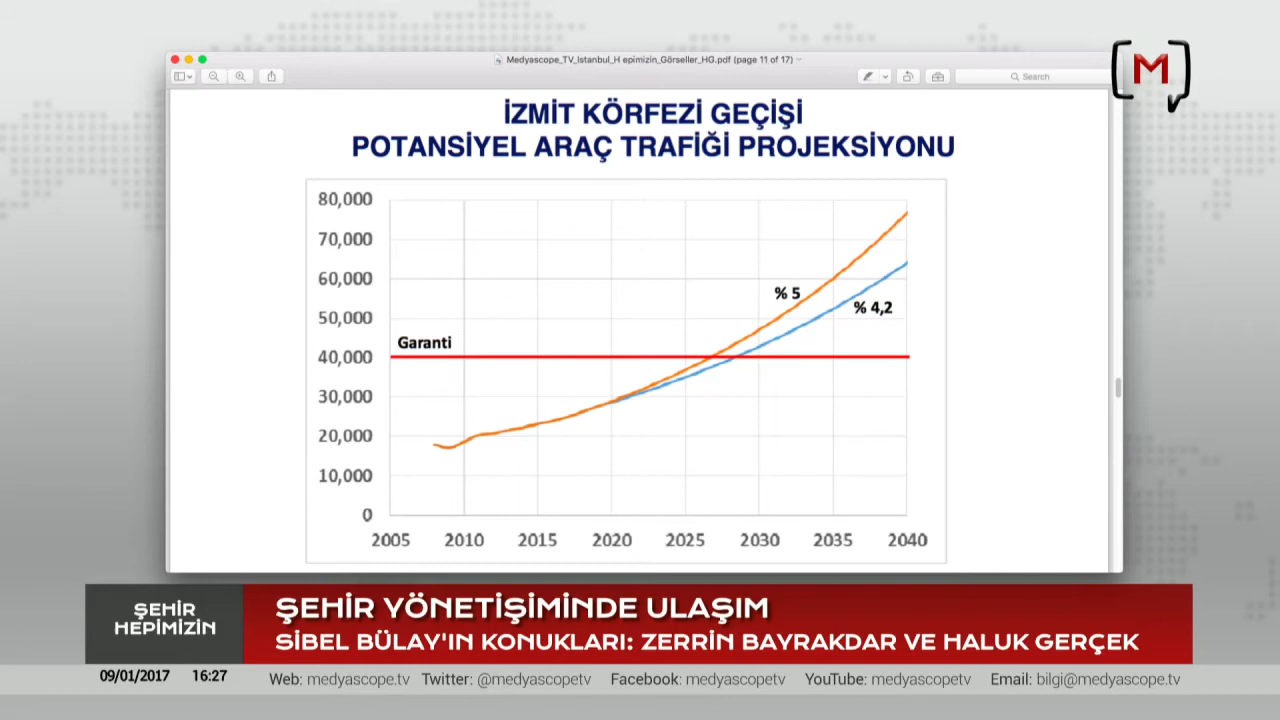 Medyascope_TV_Istanbul_H epimizin_Görseller_HG.pdf (page 11 of 17)
Search
M
İZMİT KÖRFEZİ GEÇİŞİ
POTANSİYEL ARAÇ TRAFİĞİ PROJEKSİYONU
80,000
70,000
60,000
50,000
40,000
30,000
20,000
10,000
0
% 5
% 4,2
Garanti
2005 2010 2015 2020 2025 2030 2035 2040
ŞEHİR
HEPİMİZİN
ŞEHİR YÖNETİŞİMİNDE ULAŞIM
SİBEL BÜLAY'IN KONUKLARI: ZERRİN BAYRAKDAR VE HALUK GERÇEK
09/01/2017 16:27 Web: medyascope.tv Twitter: @medyascopetv Facebook: medyascopetv YouTube: medyascopetv Email: bilgi@medyascope.tv